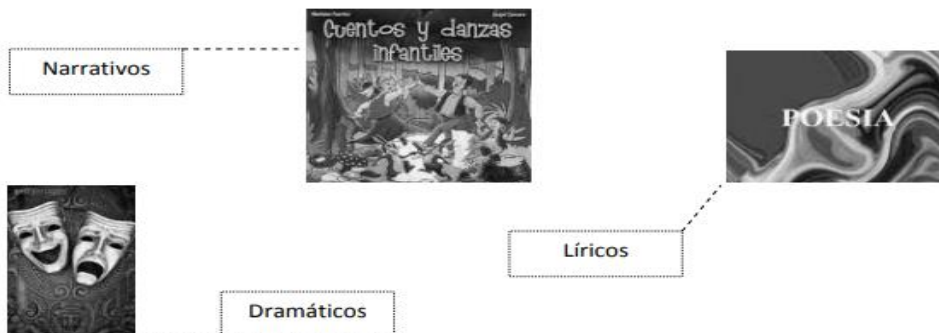 Cuentos y danzas
infantiles
Narrativos
POESIA
Líricos
Dramáticos